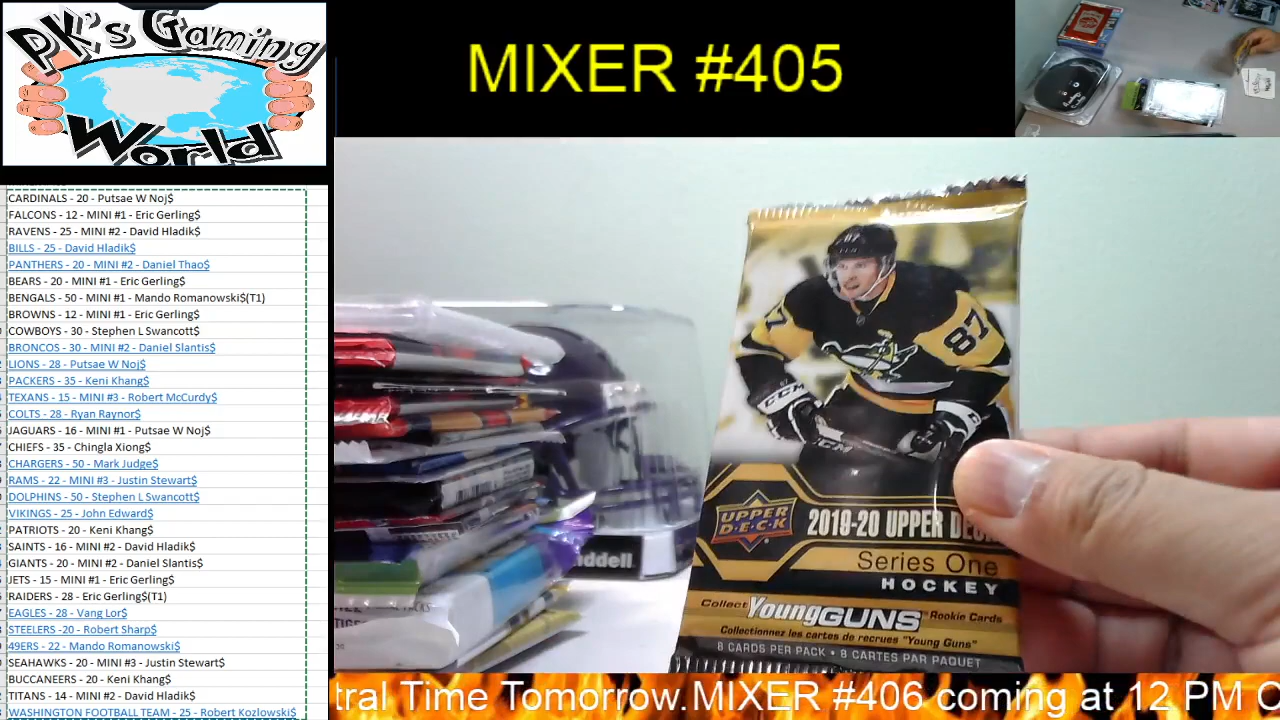 PK's Gaming
World
MIXER #405
CARDINALS - 20 - Putsae W Noj$
FALCONS - 12 - MINI #1 - Eric Gerling$
RAVENS - 25 - MINI #2 - David Hladik$
BILLS - 25 - David Hladik$
PANTHERS - 20 - MINI #2 - Daniel Thao$
BEARS - 20 - MINI #1 - Eric Gerling$
BENGALS - 50 - MINI #1 - Mando Romanowski$(T1)
BROWNS - 12 - MINI #1 - Eric Gerling$
COWBOYS - 30 - Stephen L Swancott$
BRONCOS - 30 - MINI #2 - Daniel Slantis$
LIONS - 28 - Putsae W Noj$
PACKERS - 35 - Keni Khang$
TEXANS - 15 - MINI #3 - Robert McCurdy$
COLTS - 28 - Ryan Raynor$
JAGUARS - 16 - MINI #1 - Putsae W Noj$
CHIEFS - 35 - Chingla Xiong$
CHARGERS - 50 - Mark Judge$
RAMS - 22 - MINI #3 - Justin Stewart$
DOLPHINS - 50 - Stephen L Swancott$
VIKINGS - 25 - John Edward$
PATRIOTS - 20 - Keni Khang$
SAINTS - 16 - MINI #2 - David Hladik$
GIANTS - 20 - MINI #2 - Daniel Slantis$
JETS - 15 - MINI #1 - Eric Gerling$
RAIDERS - 28 - Eric Gerling$(T1)
EAGLES - 28 - Vang Lor$
STEELERS -20 - Robert Sharp$
49ERS - 22 - Mando Romanowski$
SEAHAWKS - 20 - MINI #3 - Justin Stewart$
BUCCANEERS - 20 - Keni Khang$
TITANS - 14 - MINI #2 - David Hladik$
WASHINGTON FOOTBALL TEAM - 25 - Robert Kozlowski$
87
87
CCM
UPPER
DECK
2019-20 UPPER
Series One
HOCKEY
Collect Young GUNS Rookie Cards
Collectionnez les cartes de recrues "Young Guns"
8 CARDS PER PACK • 8 CARTES PAR PAQUET
ddell
tral Time Tomorrow.MIXER #406 coming at 12 PM C